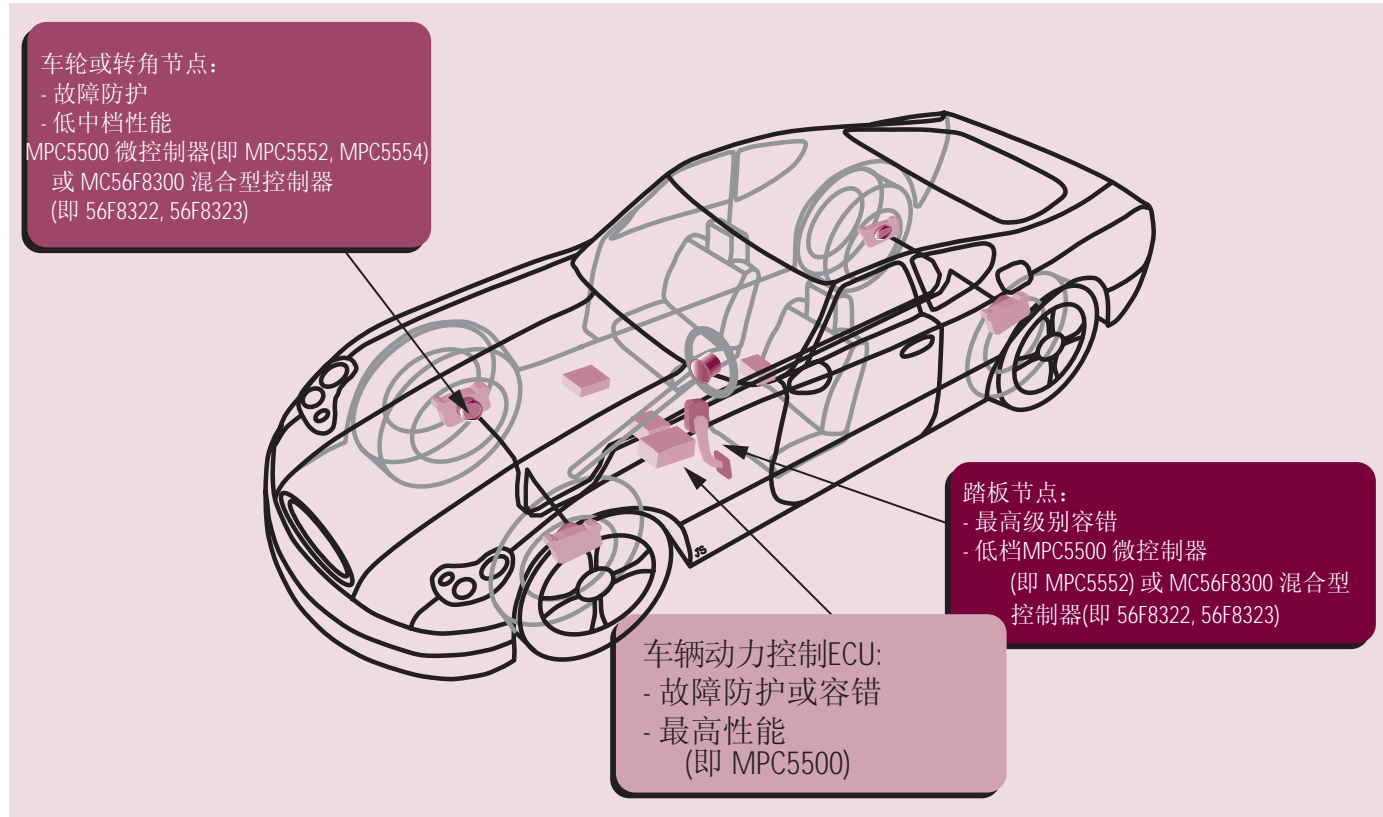 车轮或转角节点:
- 故障防护
- 低中档性能
MPC5500 微控制器(即 MPC5552, MPC5554)
或 MC56F8300 混合型控制器
(即 56F8322, 56F8323)
踏板节点:
- 最高级别容错
- 低档MPC5500 微控制器
(即 MPC5552) 或 MC56F8300 混合型
控制器(即 56F8322, 56F8323)
JS
车辆动力控制ECU:
- 故障防护或容错
- 最高性能
(即 MPC5500)